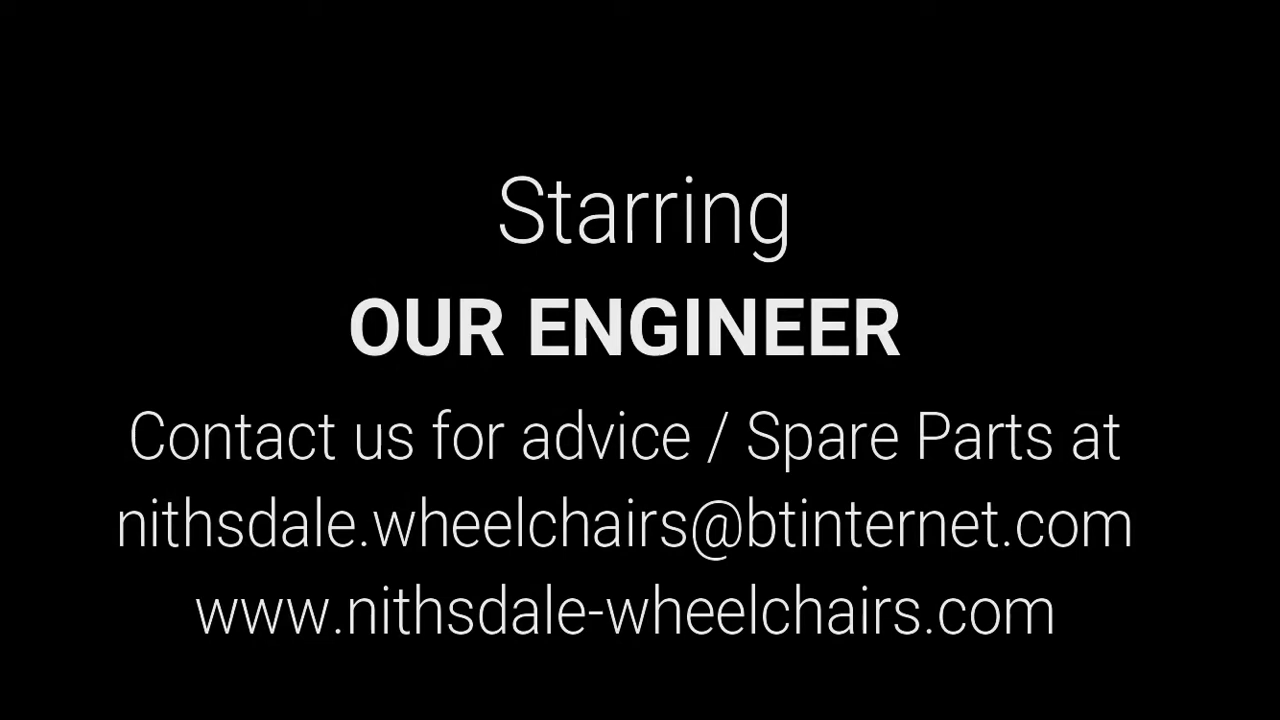 Starring
OUR ENGINEER
Contact us for advice / Spare Parts at
nithsdale.wheelchairs@btinternet.com
www.nithsdale-wheelchairs.com